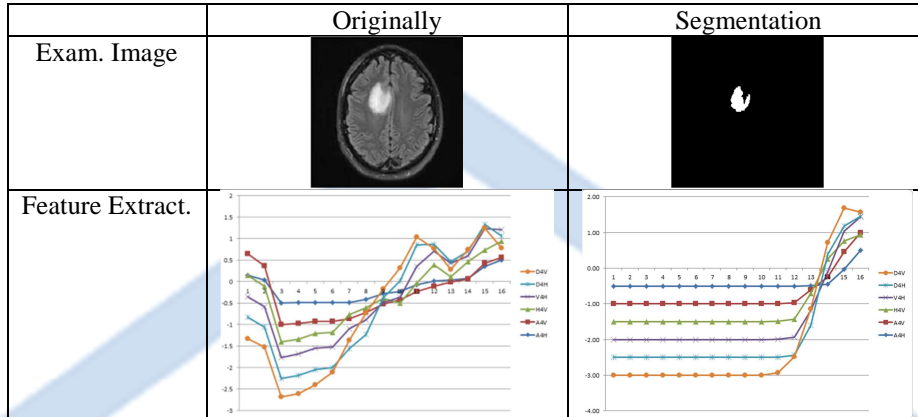 Originally Segmentation
Exam. Image
Feature Extract.
2
1.5
1
0.5
0
-0.5
-1
-1.5
-2
-2.5
-3
1 2 3 4 5 6 7 8 9 10 11 12 13 14 15 16
D4V
D4H
V4V
H4V
A4V
A4H
2.00
1.00
0.00
-1.00
-2.00
-3.00
-4.00
1 2 3 4 5 6 7 8 9 10 11 12 13 14 15 16
D4V
D4H
V4V
H4V
A4V
A4H